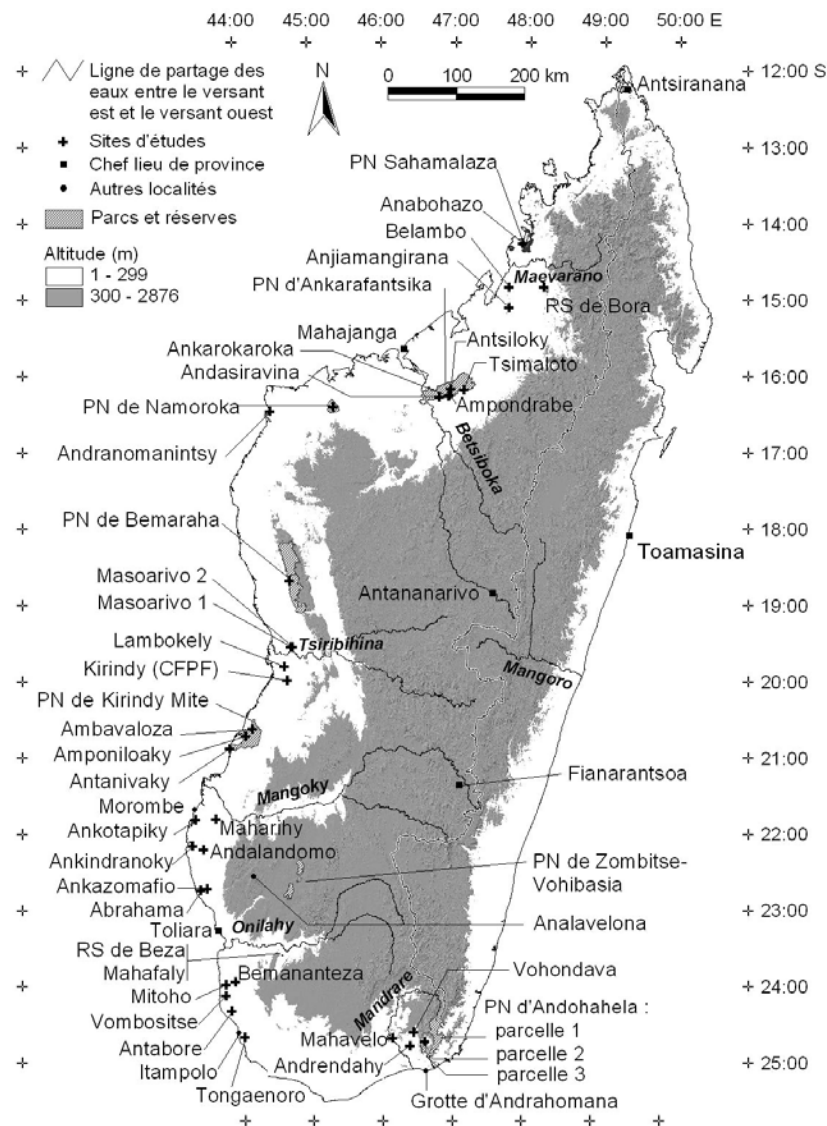 44:00 45:00 46:00 47:00 48:00 49:00 50:00 E
Ligne de partage des
eaux entre le versant
est et le versant ouest
Sites d'études
Chef lieu de province
Autres localités
Parcs et réserves
Altitude (m)
1 - 299
300 - 2876
N
0 100 200 km
12:00 S
13:00
14:00
15:00
16:00
17:00
18:00
19:00
20:00
21:00
22:00
23:00
24:00
25:00
Antsiranana
PN Sahamalaza
Anabohazo
Belambo
Anjiamangirana
Maevarano
PN d'Ankarafantsika
RS de Bora
Mahajanga
Antsiloky
Ankarokaroka
Tsimaloto
Andasiravina
Ampondrabe
PN de Namoroka
Andranomanintsy
Betsiboka
PN de Bemaraha
Toamasina
Masoarivo 2
Antananarivo
Masoarivo 1
Lambokely
Tsiribihina
Kirindy (CFPF)
Mangoro
PN de Kirindy Mite
Ambavaloza
Amponiloaky
Antanivaky
Fianarantsoa
Mangoky
Morombe
Ankotapiky
Maharihy
Ankindranoky
Andalandomo
PN de Zombitse-
Vohibasia
Ankazomafio
Abrahama
Analavelona
Toliara
Onilahy
RS de Beza
Mahafaly
Bemananteza
Vohondava
Mitoho
Mandrare
PN d'Andohahela :
Vombositse
Mahavelo
parcelle 1
Antabore
parcelle 2
Andrendahy
Itampolo
parcelle 3
Tongaenoro
Grotte d'Andrahomana